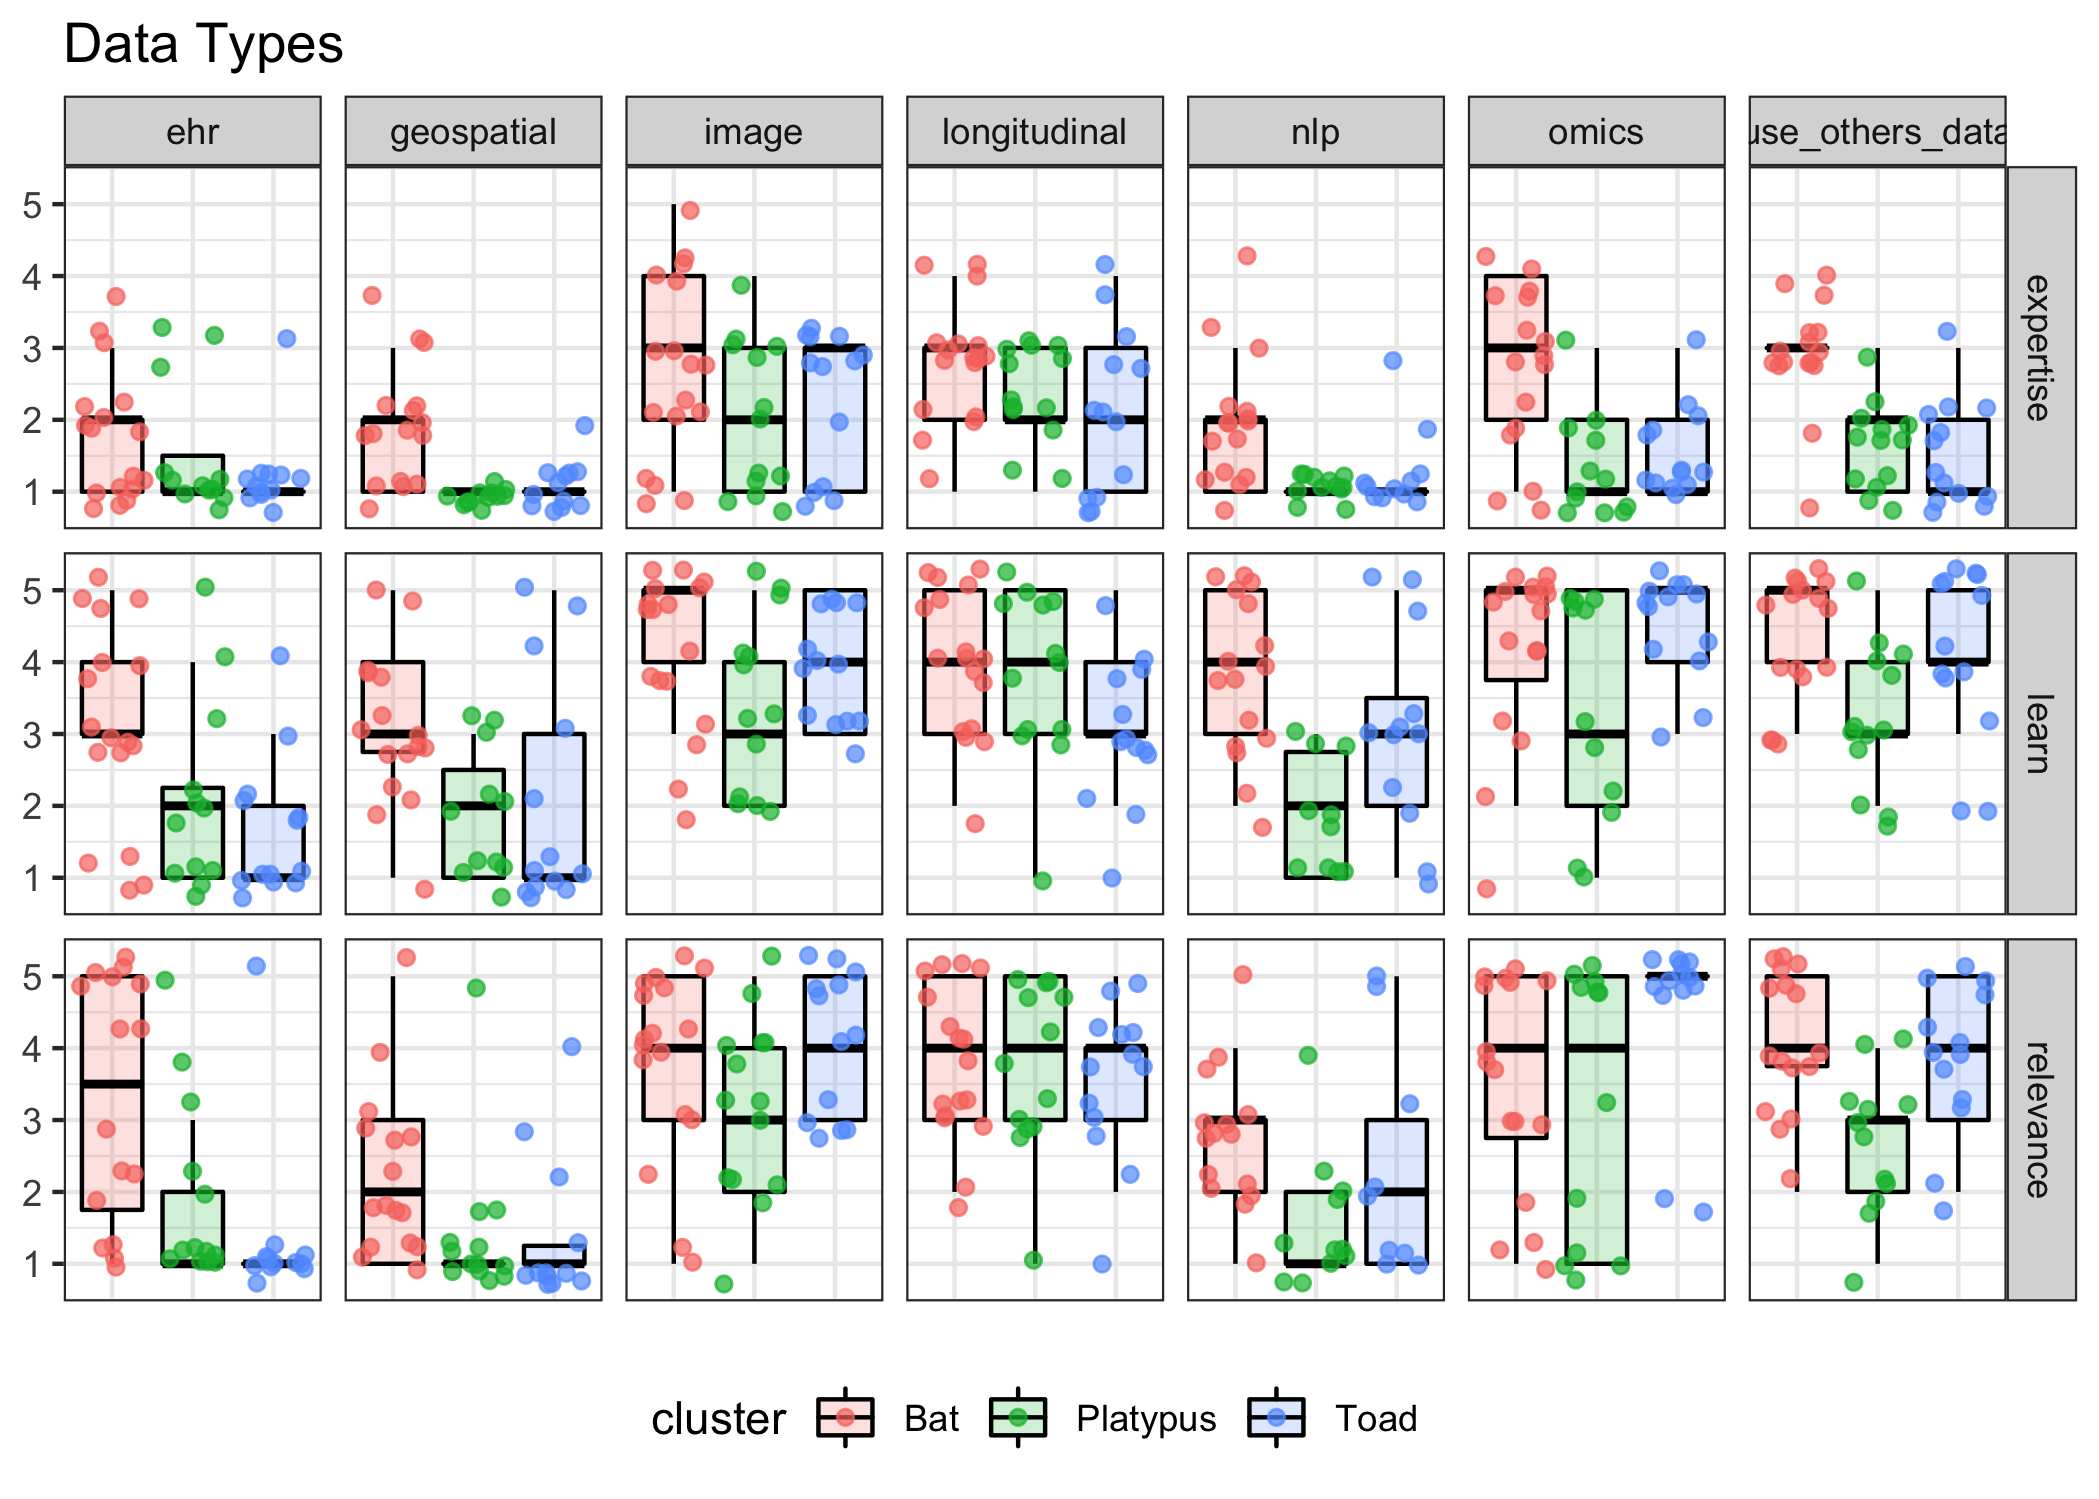 Data Types
ehr geospatial image longitudinal nlp omics use_others_data
5
4
3
2
1
expertise
5
4
3
2
1
learn
5
4
3
2
1
relevance
cluster Bat Platypus Toad